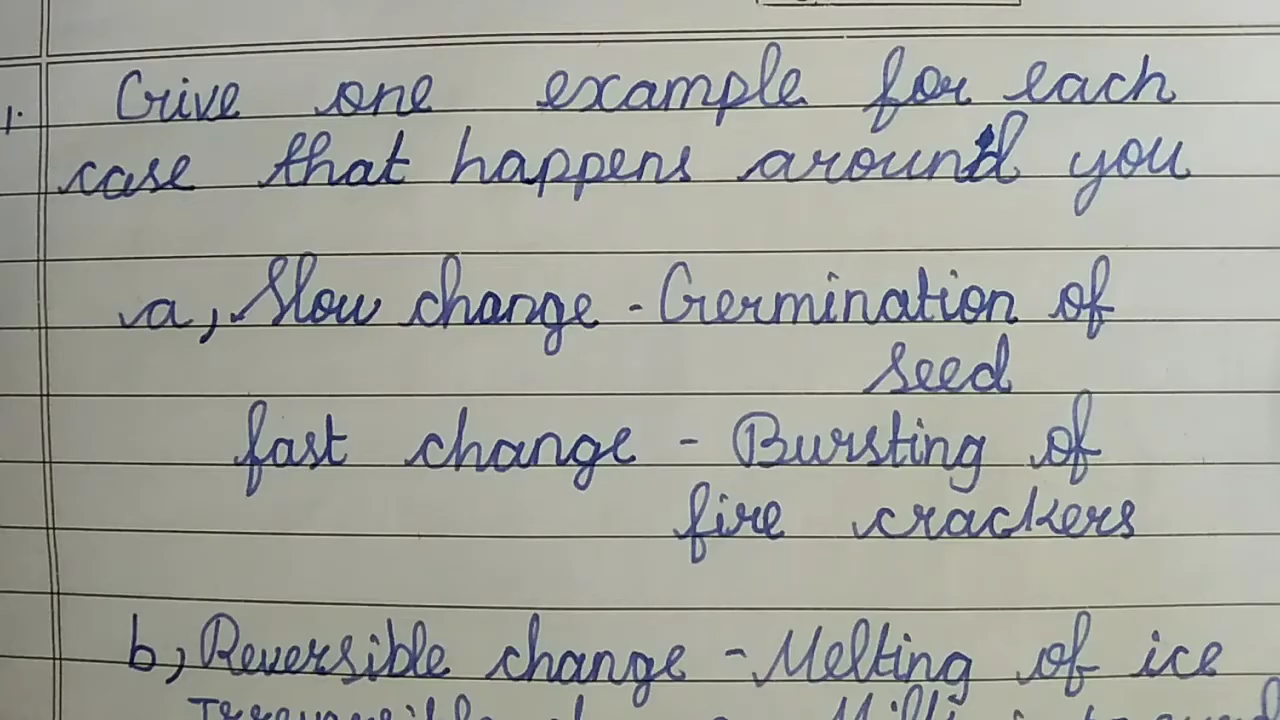 1. Give one example for each
case that happens around you
a, Slow change - Germination of
seed
fast change - Bursting of
fire crackers
b, Reversible change - Melting of ice